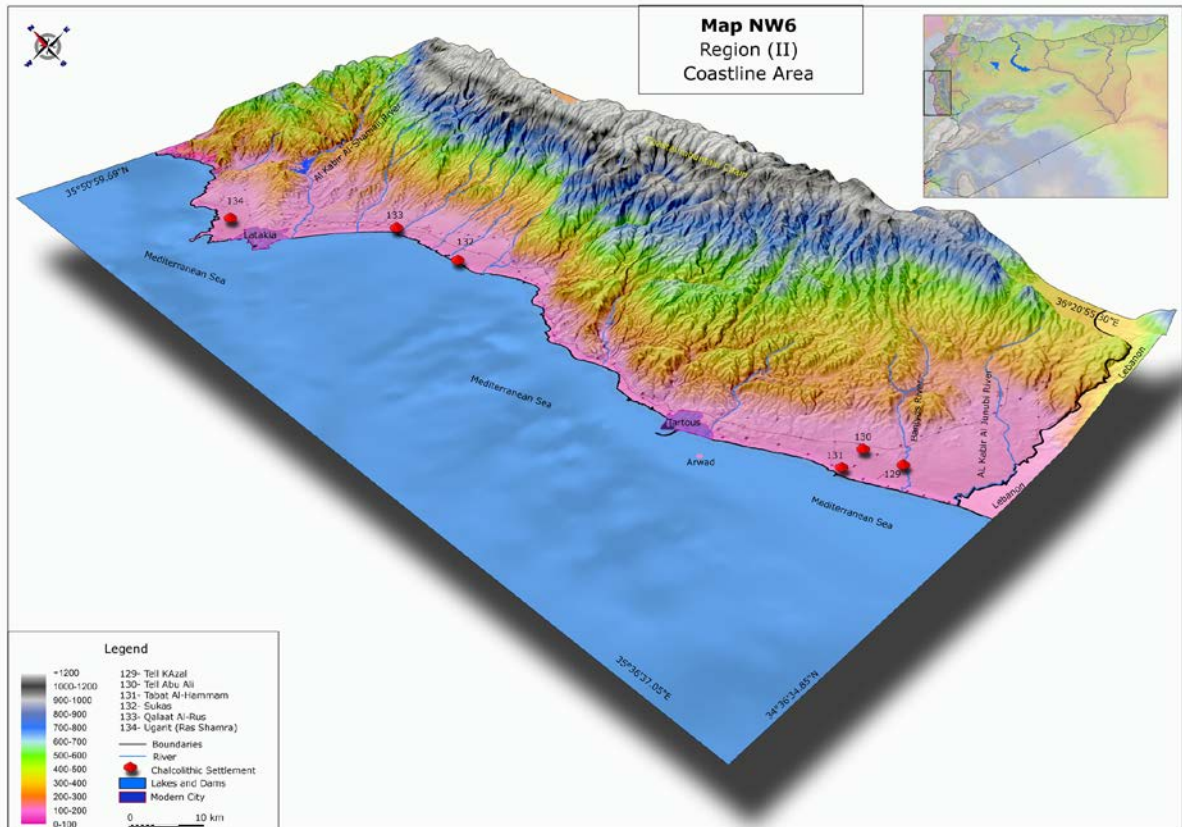 Map NW6
Region (II)
Coastline Area
35°50'59.69"N
Al Kabir Al-Shamali River
134
133
132
Latakia
Mediterranean Sea
36°20'55.30"E
Lebanon
Mediterranean Sea
AL Kabir Al Junubi River
Tartous
130
131
129
Arwad
Lebanon
Mediterranean Sea
35°36'37.05"E
34°36'34.85"N
Legend
1000-1200
900-1000
800-900
700-800
600-700
500-600
400-500
300-400
200-300
100-200
0-100
129- Tell KAzal
130- Tell Abu Ali
131- Tabat Al-Hammam
132- Sukas
133- Qalaat Al-Rus
134- Ugarit (Ras Shamra)
Boundaries
River
Chalcolithic Settlement
Lakes and Dams
Modern City
0 10 km